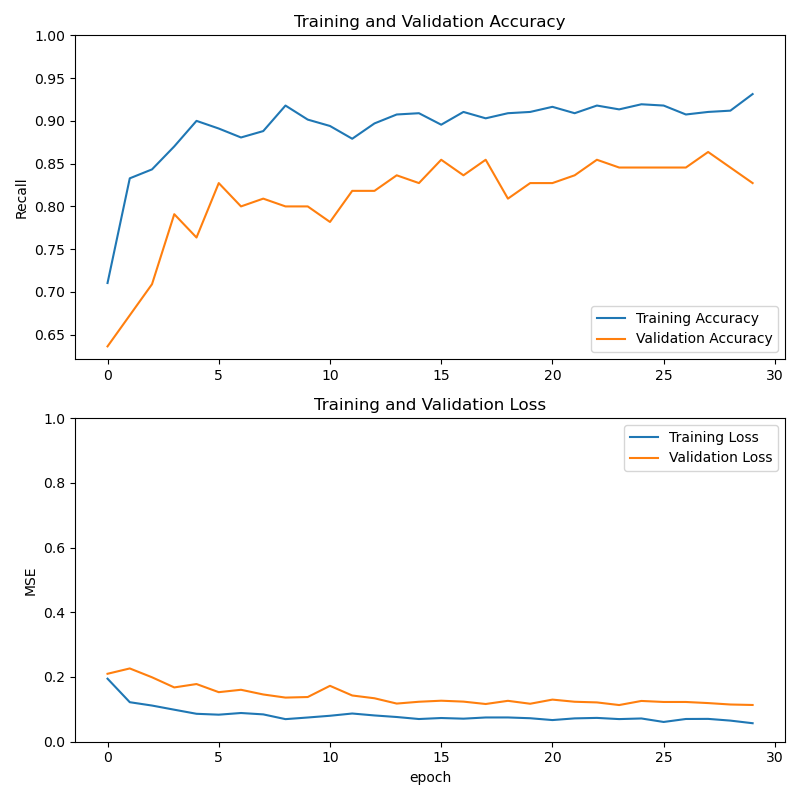 Training and Validation Accuracy
1.00
0.95
0.90
0.85
0.80
0.75
0.70
0.65
Recall
Training Accuracy
Validation Accuracy
0 5 10 15 20 25 30
Training and Validation Loss
1.0
0.8
0.6
0.4
0.2
0.0
MSE
Training Loss
Validation Loss
0 5 10 15 20 25 30
epoch